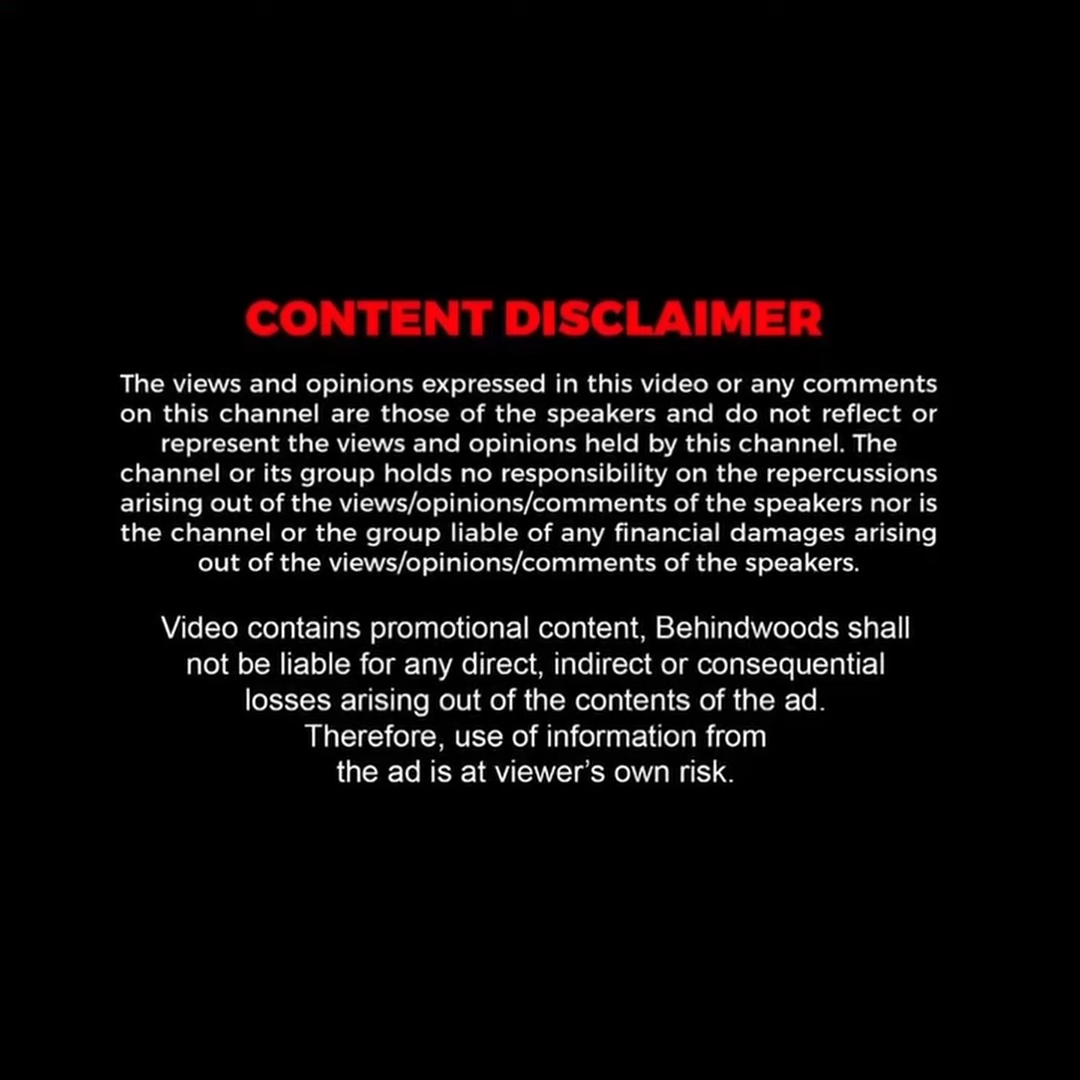 CONTENT DISCLAIMER
The views and opinions expressed in this video or any comments
on this channel are those of the speakers and do not reflect or
represent the views and opinions held by this channel. The
channel or its group holds no responsibility on the repercussions
arising out of the views/opinions/comments of the speakers nor is
the channel or the group liable of any financial damages arising
out of the views/opinions/comments of the speakers.
Video contains promotional content, Behindwoods shall
not be liable for any direct, indirect or consequential
losses arising out of the contents of the ad.
Therefore, use of information from
the ad is at viewer’s own risk.